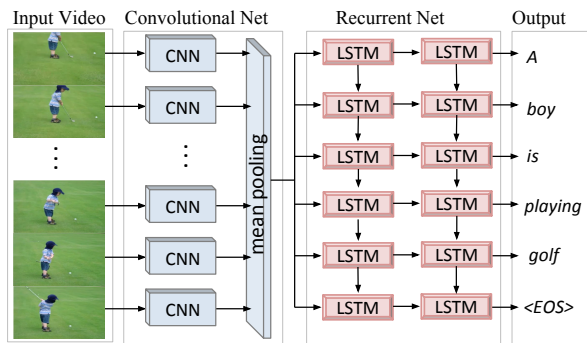 Input Video Convolutional Net Recurrent Net Output
CNN LSTM LSTM A
CNN LSTM LSTM boy
LSTM LSTM is
mean pooling
CNN LSTM LSTM playing
CNN LSTM LSTM golf
CNN LSTM LSTM <EOS>